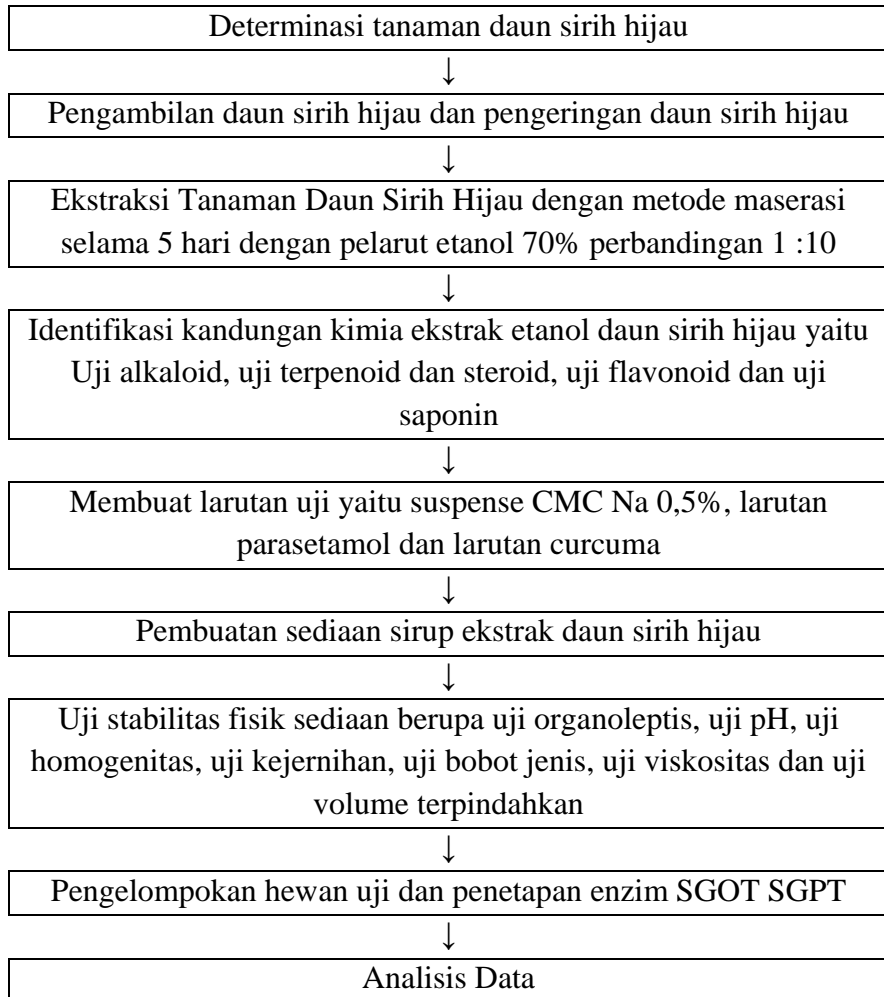 Determinasi tanaman daun sirih hijau
↓
Pengambilan daun sirih hijau dan pengeringan daun sirih hijau
↓
Ekstraksi Tanaman Daun Sirih Hijau dengan metode maserasi
selama 5 hari dengan pelarut etanol 70% perbandingan 1 :10
↓
Identifikasi kandungan kimia ekstrak etanol daun sirih hijau yaitu
Uji alkaloid, uji terpenoid dan steroid, uji flavonoid dan uji
saponin
↓
Membuat larutan uji yaitu suspense CMC Na 0,5%, larutan
parasetamol dan larutan curcuma
↓
Pembuatan sediaan sirup ekstrak daun sirih hijau
↓
Uji stabilitas fisik sediaan berupa uji organoleptis, uji pH, uji
homogenitas, uji kejernihan, uji bobot jenis, uji viskositas dan uji
volume terpindahkan
↓
Pengelompokan hewan uji dan penetapan enzim SGOT SGPT
↓
Analisis Data